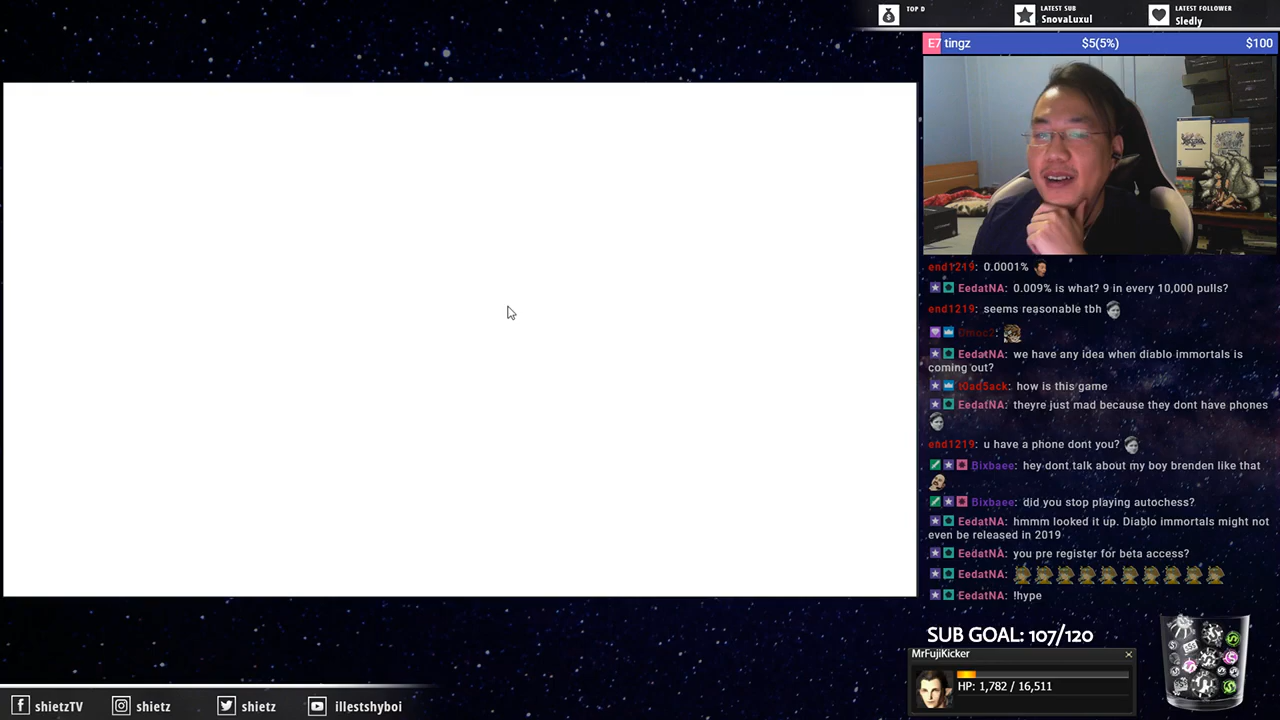 TOP D
LATEST SUB
SnovaLuxul
LATEST FOLLOWER
Sledly
E7 tingz $5(5%) $100
end1219: 0.0001%
EedatNA: 0.009% is what? 9 in every 10,000 pulls?
end1219: seems reasonable tbh
Dmoc2:
EedatNA: we have any idea when diablo immortals is
coming out?
t0ad5ack: how is this game
EedatNA: theyre just mad because they dont have phones
end1219: u have a phone dont you?
Bixbaee: hey dont talk about my boy brenden like that
Bixbaee: did you stop playing autochess?
EedatNA: hmmm looked it up. Diablo immortals might not
even be released in 2019
EedatNA: you pre register for beta access?
EedatNA:
EedatNA: !hype
SUB GOAL: 107/120
MrFujiKicker
HP: 1,782 / 16,511
shietzTV
shietz
shietz
illestshyboi